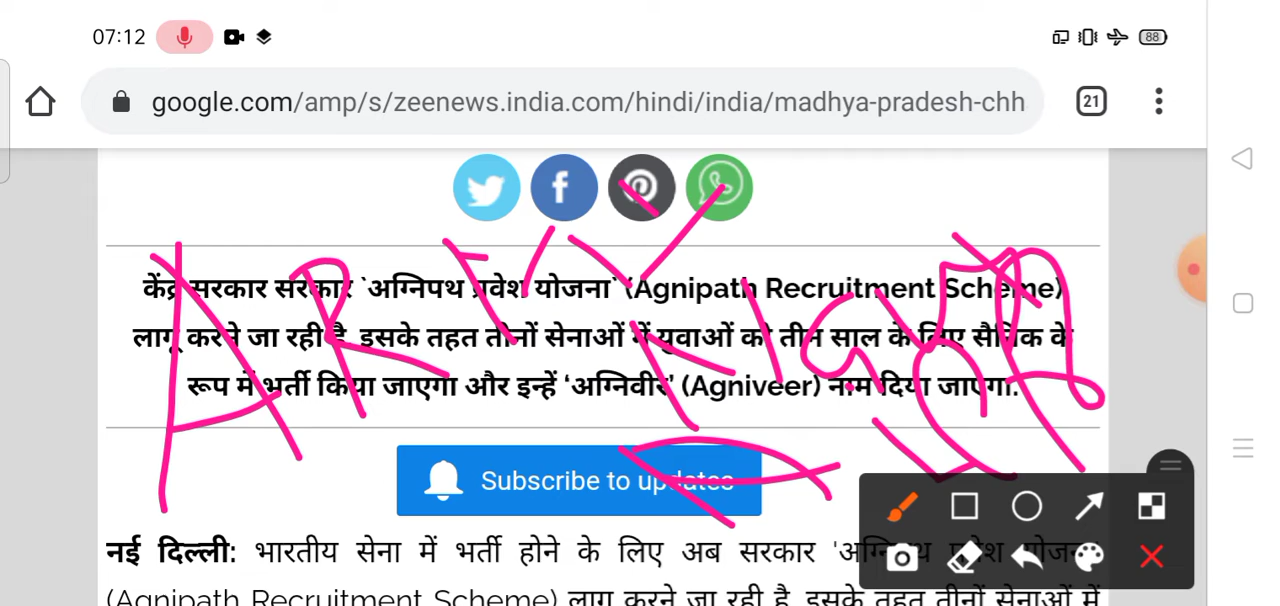 07:12
88
google.com/amp/s/zeenews.india.com/hindi/india/madhya-pradesh-chh
21
केंद्र सरकार सरकार `अग्निपथ प्रवेश योजना` (Agnipath Recruitment Scheme)
लागू करने जा रही है. इसके तहत तीनों सेनाओं में युवाओं को तीन साल के लिए सैनिक के
रूप में भर्ती किया जाएगा और इन्हें ‘अग्निवीर’ (Agniveer) नाम दिया जाएगा.
Subscribe to updates
नई दिल्ली: भारतीय सेना में भर्ती होने के लिए अब सरकार 'अग्निपथ प्रवेश योजना'
(Agnipath Recruitment Scheme) लागू करने जा रही है. इसके तहत तीनों सेनाओं में